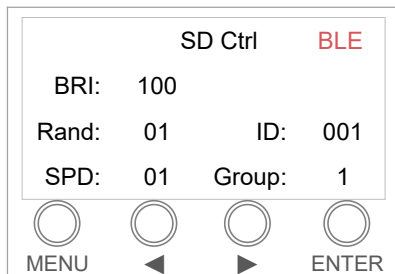 SD Ctrl BLE
BRI: 100
Rand: 01 ID: 001
SPD: 01 Group: 1
MENU ◀ ▶ ENTER